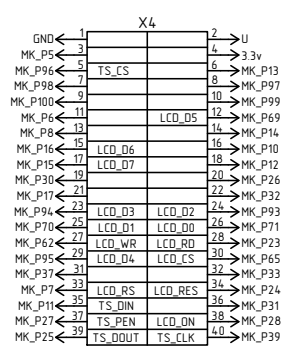 X4
GND 1 2 U
MK_P5 3 4 3.3v
MK_P96 5 TS_CS 6 MK_P13
MK_P98 7 8 MK_P97
MK_P100 9 10 MK_P99
MK_P6 11 LCD_D5 12 MK_P69
MK_P8 13 14 MK_P14
MK_P16 15 LCD_D6 16 MK_P10
MK_P15 17 LCD_D7 18 MK_P12
MK_P30 19 20 MK_P26
MK_P17 21 22 MK_P32
MK_P94 23 LCD_D3 LCD_D2 24 MK_P93
MK_P70 25 LCD_D1 LCD_D0 26 MK_P71
MK_P62 27 LCD_WR LCD_RD 28 MK_P23
MK_P95 29 LCD_D4 LCD_CS 30 MK_P65
MK_P37 31 32 MK_P33
MK_P7 33 LCD_RS LCD_RES 34 MK_P24
MK_P11 35 TS_DIN 36 MK_P31
MK_P27 37 TS_PEN LCD_ON 38 MK_P28
MK_P25 39 TS_DOUT TS_CLK 40 MK_P39